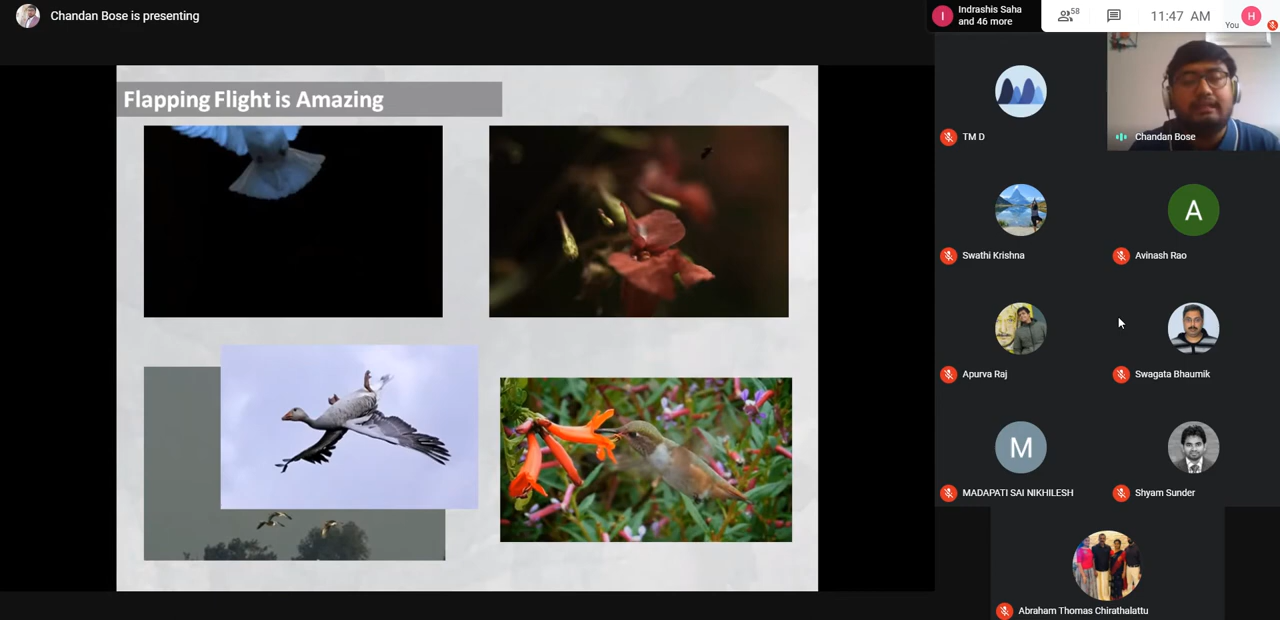 Chandan Bose is presenting
I
Indrashis Saha
and 46 more
58
11:47 AM
You
H
Flapping Flight is Amazing
TM D
Chandan Bose
A
Swathi Krishna
Avinash Rao
Apurva Raj
Swagata Bhaumik
M
MADAPATI SAI NIKHILESH
Shyam Sunder
Abraham Thomas Chirathalattu